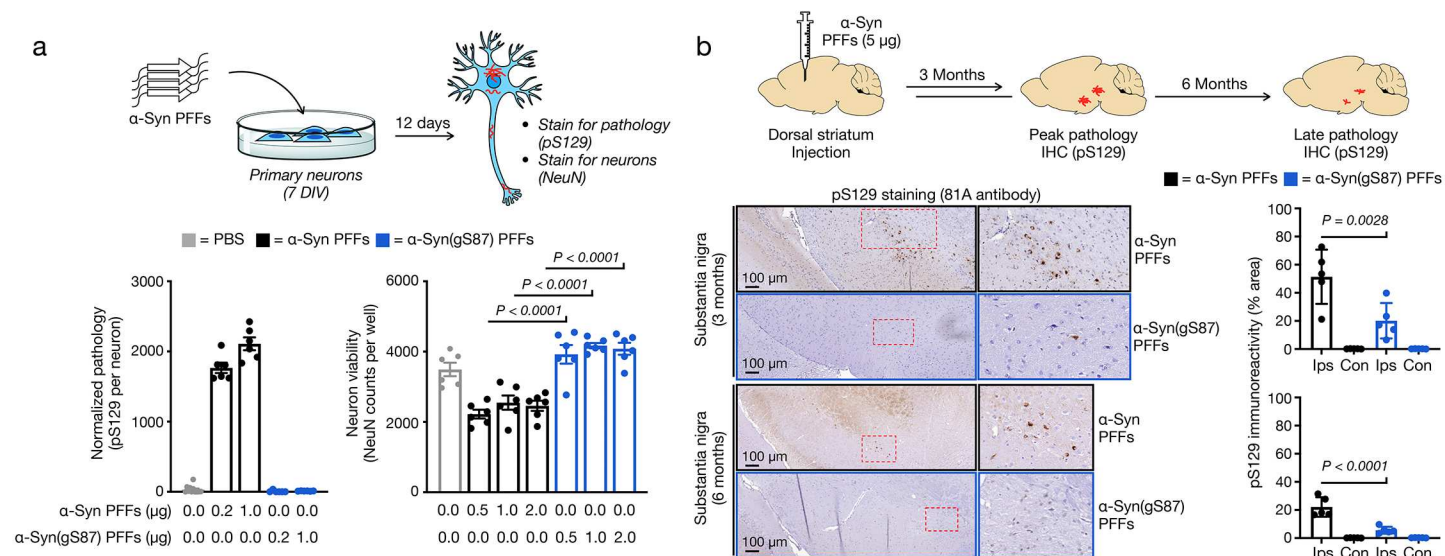 a
α-Syn PFFs
12 days
Primary neurons
(7 DIV)
• Stain for pathology
(pS129)
• Stain for neurons
(NeuN)
= PBS = α-Syn PFFs = α-Syn(gS87) PFFs
Normalized pathology
(pS129 per neuron)
3000
2000
1000
0
α-Syn PFFs (µg) 0.0 0.2 1.0 0.0 0.0
α-Syn(gS87) PFFs (µg) 0.0 0.0 0.0 0.2 1.0
Neuron viability
(NeuN counts per well)
6000
4000
2000
0
P < 0.0001
P < 0.0001
P < 0.0001
0.0 0.5 1.0 2.0 0.0 0.0 0.0
0.0 0.0 0.0 0.0 0.5 1.0 2.0
b
α-Syn
PFFs (5 µg)
3 Months
6 Months
Dorsal striatum
Injection
Peak pathology
IHC (pS129)
Late pathology
IHC (pS129)
= α-Syn PFFs = α-Syn(gS87) PFFs
pS129 staining (81A antibody)
Substantia nigra
(3 months)
100 µm
α-Syn
PFFs
100 µm
α-Syn(gS87)
PFFs
Substantia nigra
(6 months)
100 µm
α-Syn
PFFs
100 µm
α-Syn(gS87)
PFFs
pS129 immunoreactivity (% area)
100
80
60
40
20
0
P = 0.0028
Ips Con Ips Con
100
80
60
40
20
0
P < 0.0001
Ips Con Ips Con